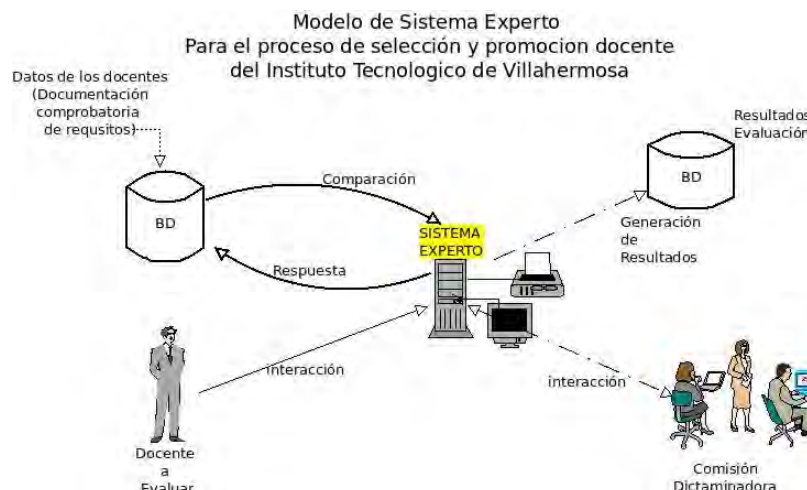 Modelo de Sistema Experto
Para el proceso de selección y promocion docente
del Instituto Tecnologico de Villahermosa
Datos de los docentes
(Documentación
comprobatoria
de requsitos)
BD
Comparación
Respuesta
SISTEMA
EXPERTO
Resultados
Evaluación
BD
Generación
de
Resultados
interacción
interacción
Docente
a
Evaluar
Comisión
Dictaminadora